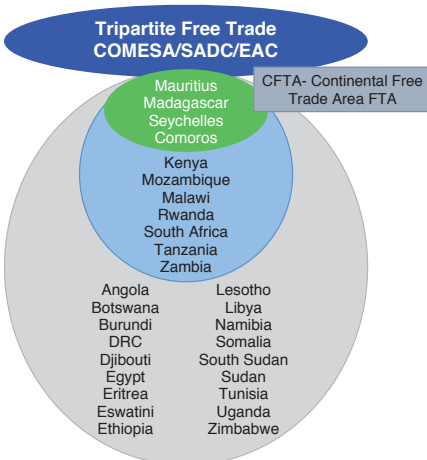 Tripartite Free Trade
COMESA/SADC/EAC
CFTA- Continental Free
Trade Area FTA
Mauritius
Madagascar
Seychelles
Comoros
Kenya
Mozambique
Malawi
Rwanda
South Africa
Tanzania
Zambia
Angola
Botswana
Burundi
DRC
Djibouti
Egypt
Eritrea
Eswatini
Ethiopia
Lesotho
Libya
Namibia
Somalia
South Sudan
Sudan
Tunisia
Uganda
Zimbabwe